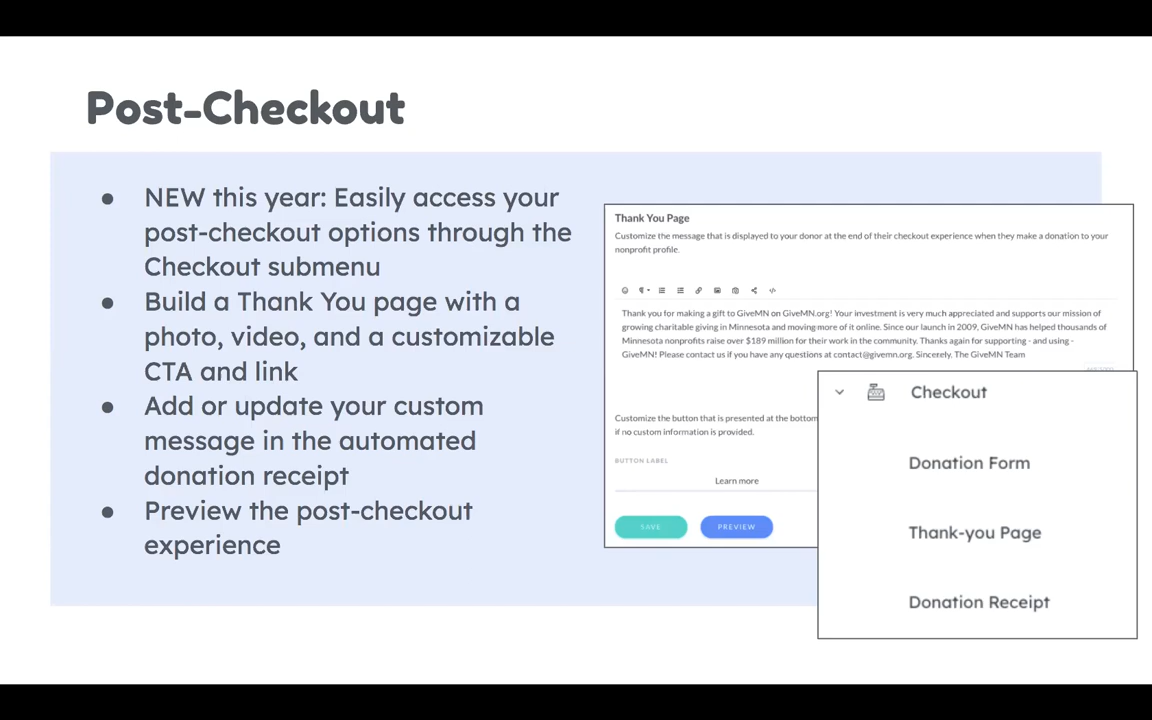 Post-Checkout
● NEW this year: Easily access your
post-checkout options through the
Checkout submenu
● Build a Thank You page with a
photo, video, and a customizable
CTA and link
● Add or update your custom
message in the automated
donation receipt
● Preview the post-checkout
experience
Thank You Page
Customize the message that is displayed to your donor at the end of their checkout experience when they make a donation to your
nonprofit profile.
Thank you for making a gift to GiveMN on GiveMN.org! Your investment is very much appreciated and supports our mission of
growing charitable giving in Minnesota and moving more of it online. Since our launch in 2009, GiveMN has helped thousands of
Minnesota nonprofits raise over $189 million for their work in the community. Thanks again for supporting - and using -
GiveMN! Please contact us if you have any questions at contact@givemn.org. Sincerely, The GiveMN Team
Customize the button that is presented at the bottom
if no custom information is provided.
BUTTON LABEL
Learn more
SAVE
PREVIEW
Checkout
Donation Form
Thank-you Page
Donation Receipt